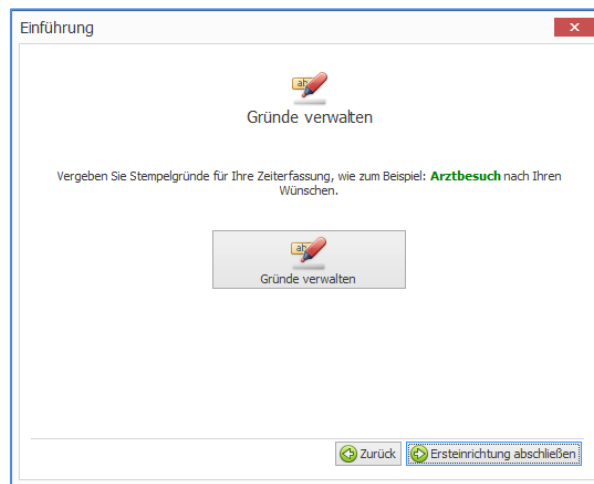 Einführung
Gründe verwalten
Vergeben Sie Stempelgründe für Ihre Zeiterfassung, wie zum Beispiel: Arztbesuch nach Ihren
Wünschen.
ab
Gründe verwalten
Zurück Ersteinrichtung abschließen